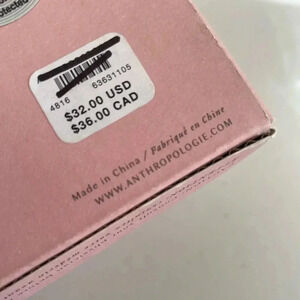 4816 63631105
$32.00 USD
$36.00 CAD
Made in China / Fabriqué en Chine
WWW.ANTHROPOLOGIE.COM